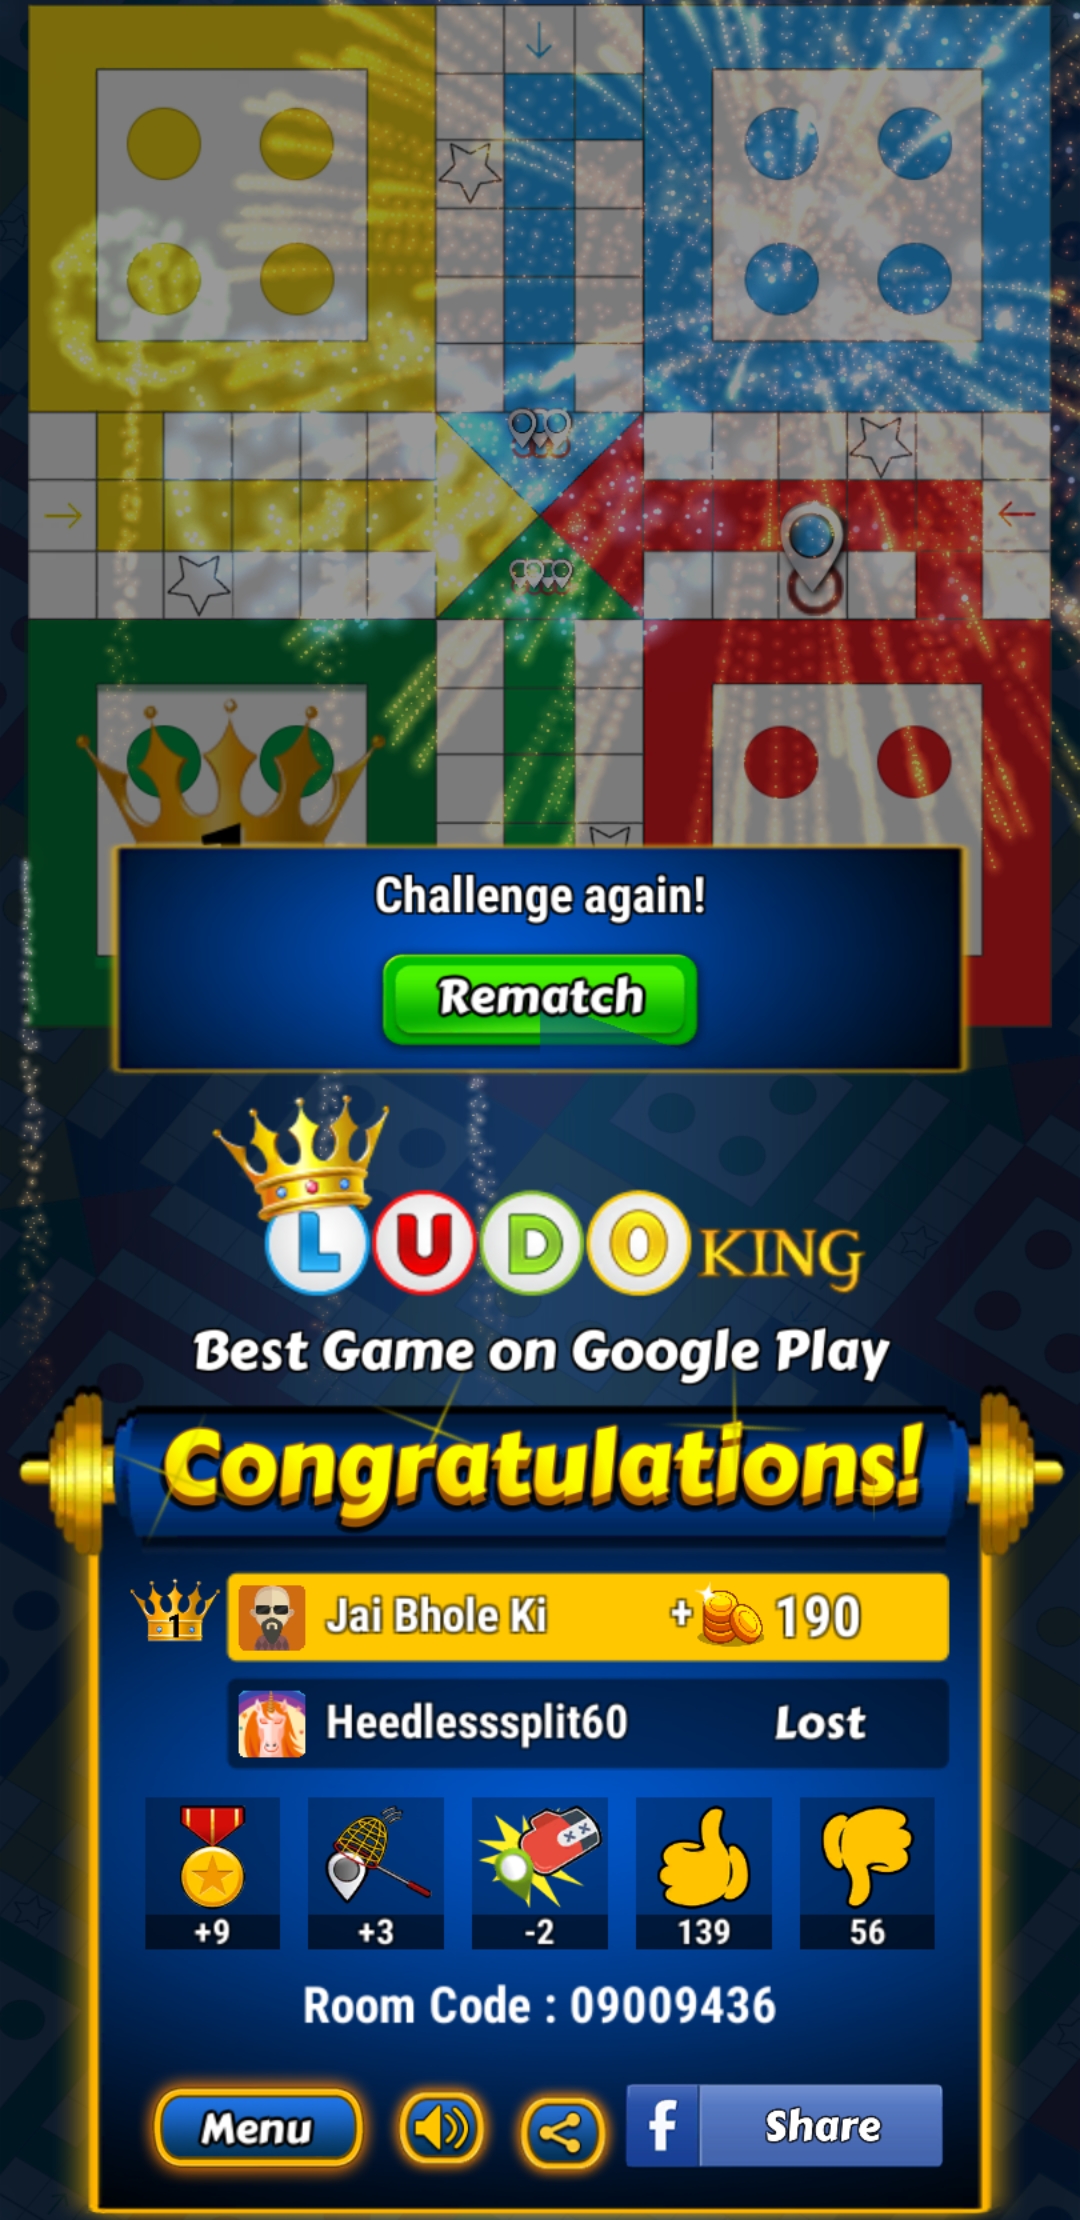 Challenge again!
Rematch
LUDO KING
Best Game on Google Play
Congratulations!
1 Jai Bhole Ki + 190
Heedlesssplit60 Lost
+9 +3 -2 139 56
Room Code : 09009436
Menu f Share